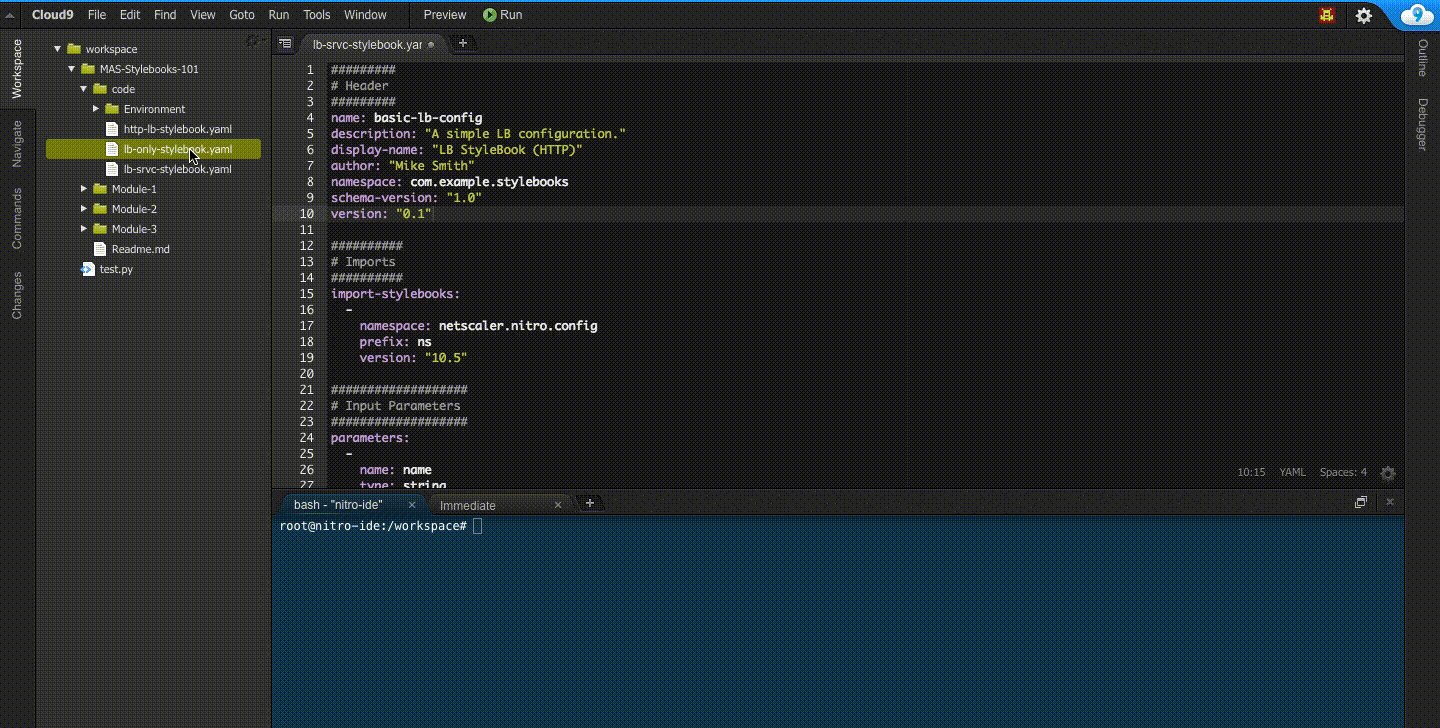 Cloud9 File Edit Find View Goto Run Tools Window Preview Run
9
Workspace
Navigate
Commands
Changes
workspace
MAS-Stylebooks-101
code
Environment
http-lb-stylebook.yaml
lb-only-stylebook.yaml
lb-srvc-stylebook.yaml
Module-1
Module-2
Module-3
Readme.md
test.py
lb-srvc-stylebook.yar
1 #########
2 # Header
3 #########
4 name: basic-lb-config
5 description: "A simple LB configuration."
6 display-name: "LB StyleBook (HTTP)"
7 author: "Mike Smith"
8 namespace: com.example.stylebooks
9 schema-version: "1.0"
10 version: "0.1"
11
12 ##########
13 # Imports
14 ##########
15 import-stylebooks:
16 -
17 namespace: netscaler.nitro.config
18 prefix: ns
19 version: "10.5"
20
21 ###################
22 # Input Parameters
23 ###################
24 parameters:
25 -
26 name: name
27 type: string
10:15 YAML Spaces: 4
bash - "nitro-ide" Immediate
root@nitro-ide:/workspace#
Outline
Debugger